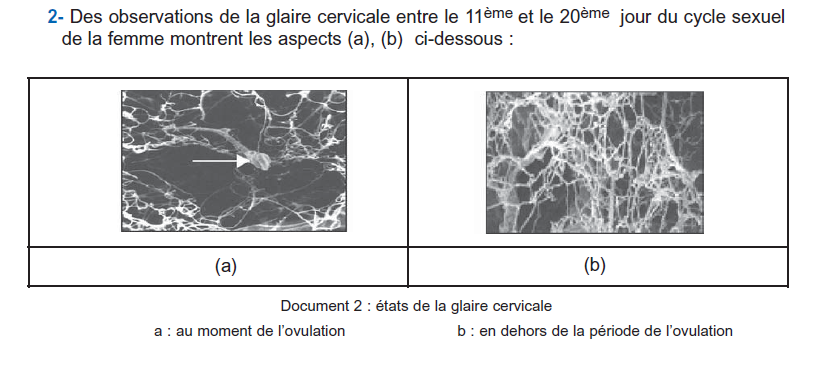 2- Des observations de la glaire cervicale entre le 11ème et le 20ème jour du cycle sexuel
de la femme montrent les aspects (a), (b) ci-dessous :
(a) (b)
Document 2 : états de la glaire cervicale
a : au moment de l'ovulation b : en dehors de la période de l'ovulation